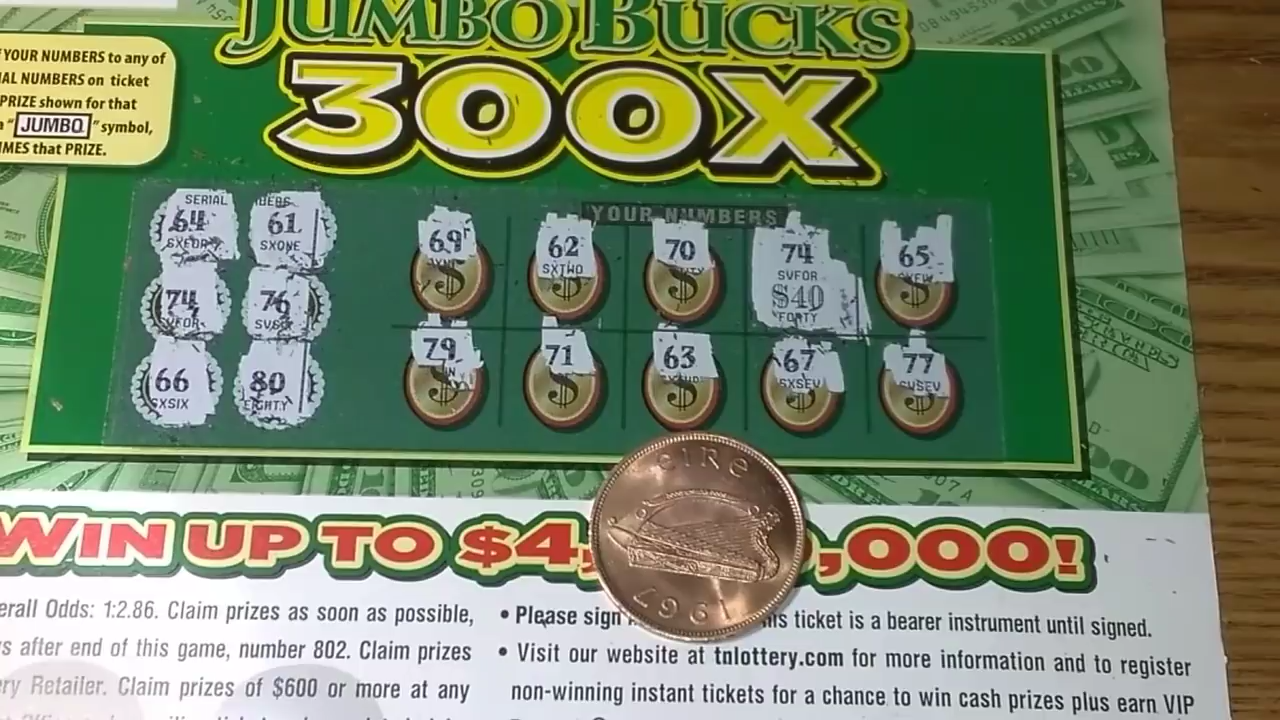 JUMBO BUCKS
300X
YOUR NUMBERS to any of
NUMBERS on ticket
PRIZE shown for that
a "JUMBO" symbol,
that PRIZE.
SERIAL
YOUR NUMBERS
64 61 69 62 70 74 65
SXFOR SXONE SXTWO SVFOR
74 76 $40
FORTY
79 71 63 67 77
SXSEV SVSEV
66 80
SXSIX EIGHTY
EIRE
1967
WIN UP TO $4, ,000!
Odds: 1:2.86. Claim prizes as soon as possible, • Please sign ticket is a bearer instrument until signed.
after end of this game, number 802. Claim prizes • Visit our website at tnlottery.com for more information and to register
Retailer. Claim prizes of $600 or more at any non-winning instant tickets for a chance to win cash prizes plus earn VIP